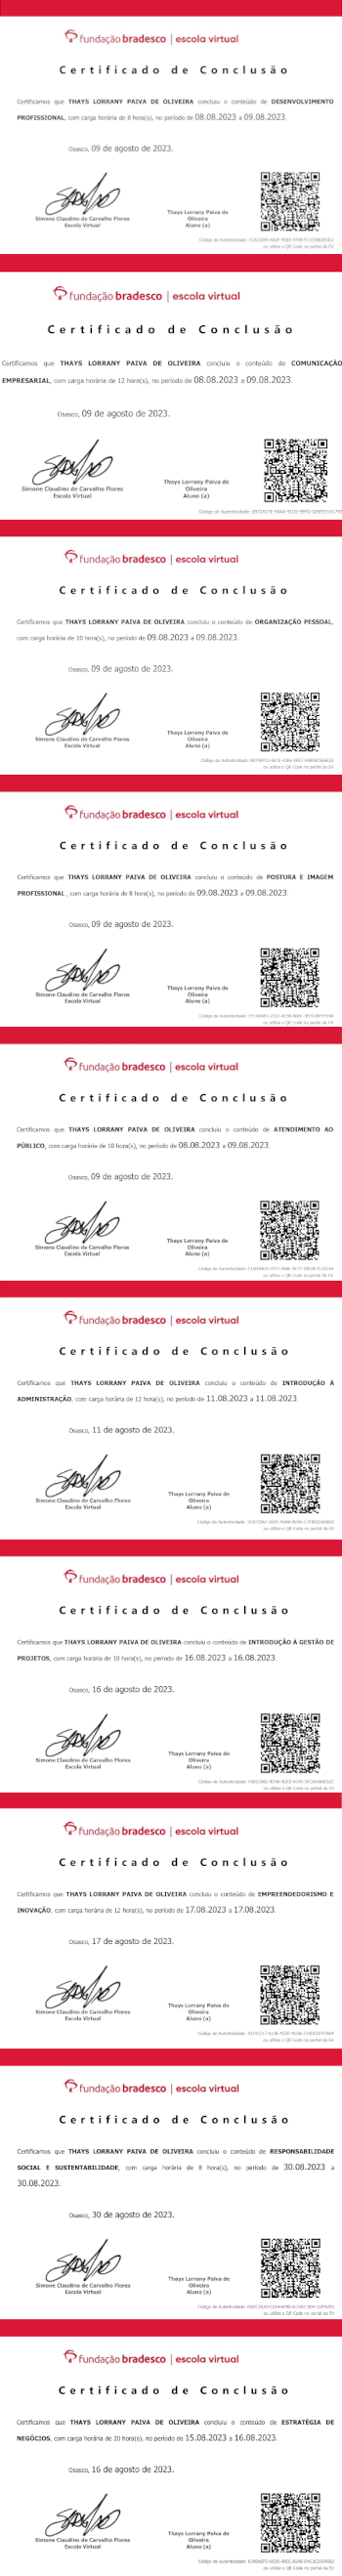 fundação bradesco | escola virtual
Certificado de Conclusão
Certificamos que THAYS LORRANY PAIVA DE OLIVEIRA concluiu o conteúdo de DESENVOLVIMENTO
PROFISSIONAL, com carga horária de 8 hora(s), no período de 08.08.2023 a 09.08.2023.
Osasco, 09 de agosto de 2023.
Simone Claudino de Carvalho Flores
Escola Virtual
Thays Lorrany Paiva de
Oliveira
Aluno (a)
Código de Autenticidade:
ou utilize o QR Code no portal da EV
fundação bradesco | escola virtual
Certificado de Conclusão
Certificamos que THAYS LORRANY PAIVA DE OLIVEIRA concluiu o conteúdo de COMUNICAÇÃO
EMPRESARIAL, com carga horária de 12 hora(s), no período de 08.08.2023 a 09.08.2023.
Osasco, 09 de agosto de 2023.
Simone Claudino de Carvalho Flores
Escola Virtual
Thays Lorrany Paiva de
Oliveira
Aluno (a)
Código de Autenticidade:
fundação bradesco | escola virtual
Certificado de Conclusão
Certificamos que THAYS LORRANY PAIVA DE OLIVEIRA concluiu o conteúdo de ORGANIZAÇÃO PESSOAL,
com carga horária de 10 hora(s), no período de 09.08.2023 a 09.08.2023.
Osasco, 09 de agosto de 2023.
Simone Claudino de Carvalho Flores
Escola Virtual
Thays Lorrany Paiva de
Oliveira
Aluno (a)
Código de Autenticidade:
ou utilize o QR Code no portal da EV
fundação bradesco | escola virtual
Certificado de Conclusão
Certificamos que THAYS LORRANY PAIVA DE OLIVEIRA concluiu o conteúdo de POSTURA E IMAGEM
PROFISSIONAL , com carga horária de 8 hora(s), no período de 09.08.2023 a 09.08.2023.
Osasco, 09 de agosto de 2023.
Simone Claudino de Carvalho Flores
Escola Virtual
Thays Lorrany Paiva de
Oliveira
Aluno (a)
Código de Autenticidade:
ou utilize o QR Code no portal da EV
fundação bradesco | escola virtual
Certificado de Conclusão
Certificamos que THAYS LORRANY PAIVA DE OLIVEIRA concluiu o conteúdo de ATENDIMENTO AO
PÚBLICO, com carga horária de 10 hora(s), no período de 08.08.2023 a 09.08.2023.
Osasco, 09 de agosto de 2023.
Simone Claudino de Carvalho Flores
Escola Virtual
Thays Lorrany Paiva de
Oliveira
Aluno (a)
Código de Autenticidade:
ou utilize o QR Code no portal da EV
fundação bradesco | escola virtual
Certificado de Conclusão
Certificamos que THAYS LORRANY PAIVA DE OLIVEIRA concluiu o conteúdo de INTRODUÇÃO À
ADMINISTRAÇÃO, com carga horária de 12 hora(s), no período de 11.08.2023 a 11.08.2023.
Osasco, 11 de agosto de 2023.
Simone Claudino de Carvalho Flores
Escola Virtual
Thays Lorrany Paiva de
Oliveira
Aluno (a)
Código de Autenticidade:
ou utilize o QR Code no portal da EV
fundação bradesco | escola virtual
Certificado de Conclusão
Certificamos que THAYS LORRANY PAIVA DE OLIVEIRA concluiu o conteúdo de INTRODUÇÃO À GESTÃO DE
PROJETOS, com carga horária de 10 hora(s), no período de 16.08.2023 a 16.08.2023.
Osasco, 16 de agosto de 2023.
Simone Claudino de Carvalho Flores
Escola Virtual
Thays Lorrany Paiva de
Oliveira
Aluno (a)
Código de Autenticidade:
ou utilize o QR Code no portal da EV
fundação bradesco | escola virtual
Certificado de Conclusão
Certificamos que THAYS LORRANY PAIVA DE OLIVEIRA concluiu o conteúdo de EMPREENDEDORISMO E
INOVAÇÃO, com carga horária de 12 hora(s), no período de 17.08.2023 a 17.08.2023.
Osasco, 17 de agosto de 2023.
Simone Claudino de Carvalho Flores
Escola Virtual
Thays Lorrany Paiva de
Oliveira
Aluno (a)
Código de Autenticidade:
ou utilize o QR Code no portal da EV
fundação bradesco | escola virtual
Certificado de Conclusão
Certificamos que THAYS LORRANY PAIVA DE OLIVEIRA concluiu o conteúdo de RESPONSABILIDADE
SOCIAL E SUSTENTABILIDADE, com carga horária de 8 hora(s), no período de 30.08.2023 a
30.08.2023.
Osasco, 30 de agosto de 2023.
Simone Claudino de Carvalho Flores
Escola Virtual
Thays Lorrany Paiva de
Oliveira
Aluno (a)
Código de Autenticidade:
ou utilize o QR Code no portal da EV
fundação bradesco | escola virtual
Certificado de Conclusão
Certificamos que THAYS LORRANY PAIVA DE OLIVEIRA concluiu o conteúdo de ESTRATÉGIA DE
NEGÓCIOS, com carga horária de 20 hora(s), no período de 15.08.2023 a 16.08.2023.
Osasco, 16 de agosto de 2023.
Simone Claudino de Carvalho Flores
Escola Virtual
Thays Lorrany Paiva de
Oliveira
Aluno (a)
Código de Autenticidade:
ou utilize o QR Code no portal da EV